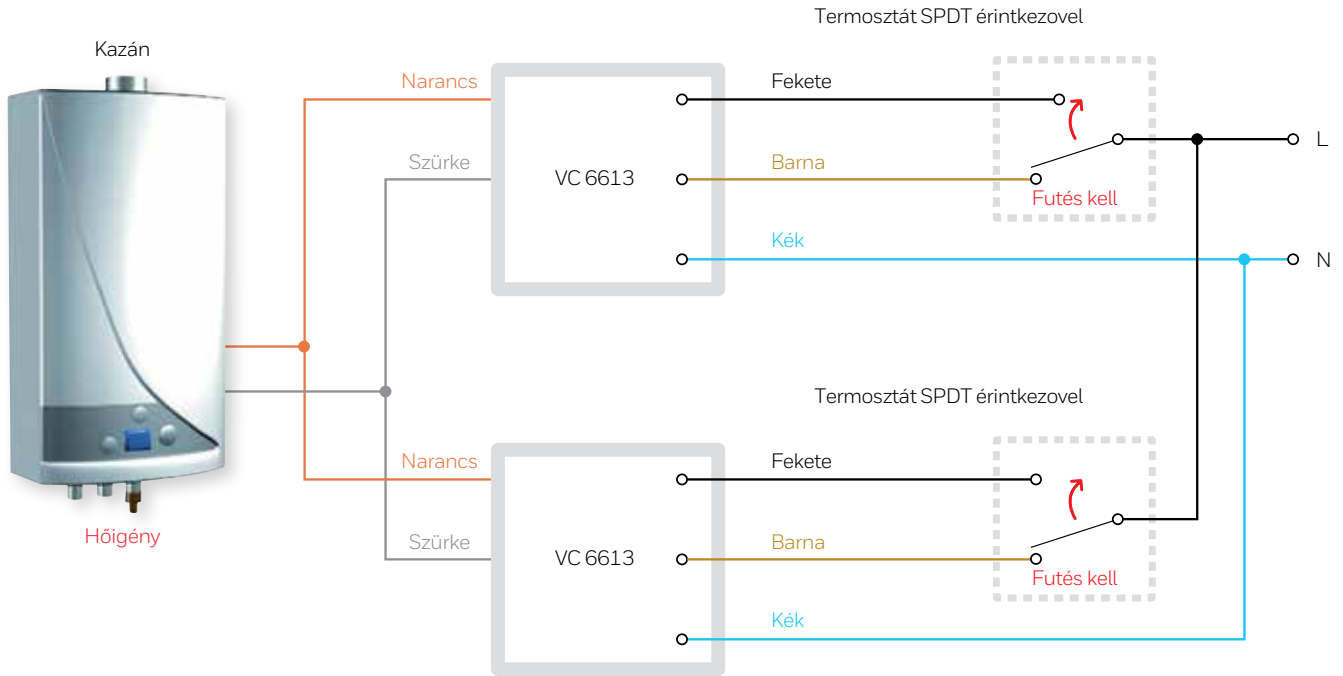 Termosztát SPDT érintkezovel
Kazán
Narancs
Fekete
L
Szürke
VC 6613
Barna
Futés kell
Kék
N
Termosztát SPDT érintkezovel
Narancs
Fekete
Hőigény
Szürke
VC 6613
Barna
Futés kell
Kék